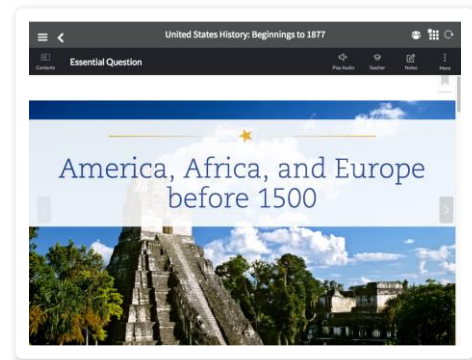 United States History: Beginnings to 1877
Contents
Essential Question
Play Audio
Teacher
Notes
More
America, Africa, and Europe
before 1500